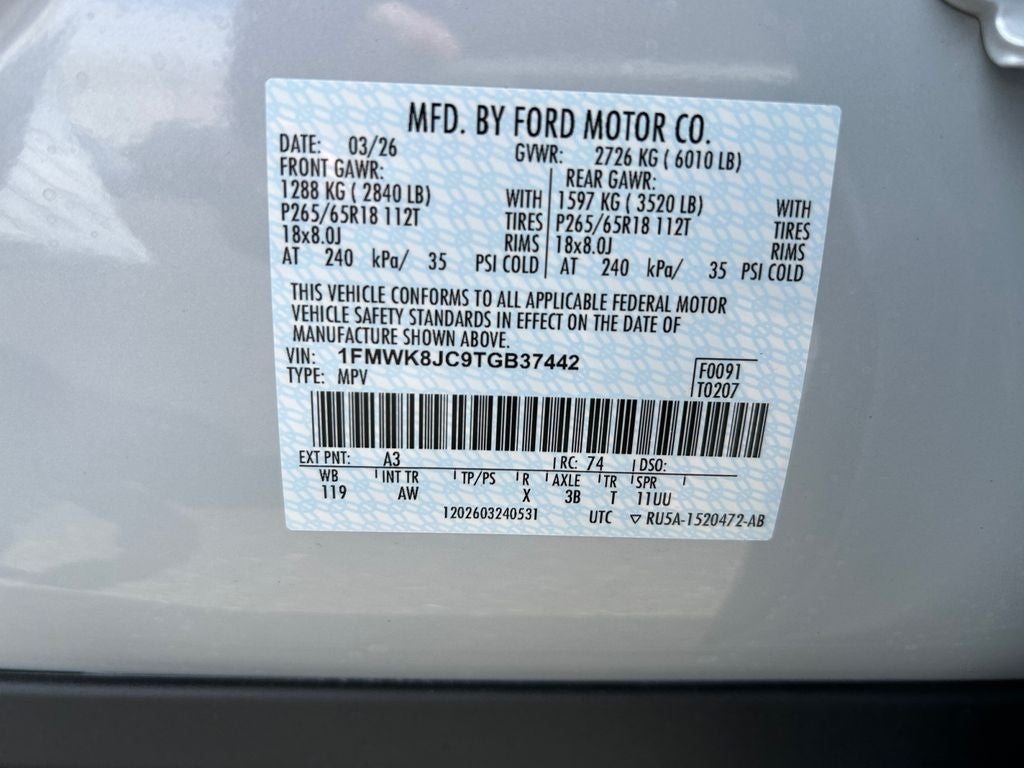 MFD. BY FORD MOTOR CO.
DATE: 03/26 GVWR: 2726 KG ( 6010 LB)
FRONT GAWR: REAR GAWR:
1288 KG ( 2840 LB) WITH 1597 KG ( 3520 LB) WITH
P265/65R18 112T TIRES P265/65R18 112T TIRES
18x8.0J RIMS 18x8.0J RIMS
AT 240 kPa/ 35 PSI COLD AT 240 kPa/ 35 PSI COLD
THIS VEHICLE CONFORMS TO ALL APPLICABLE FEDERAL MOTOR
VEHICLE SAFETY STANDARDS IN EFFECT ON THE DATE OF
MANUFACTURE SHOWN ABOVE.
VIN: 1FMWK8JC9TGB37442 F0091
TYPE: MPV T0207
EXT PNT: A3 RC: 74 DSO:
WB INT TR TP/PS R AXLE TR SPR
119 AW X 3B T 11UU
1202603240531 UTC ▽ RU5A-1520472-AB